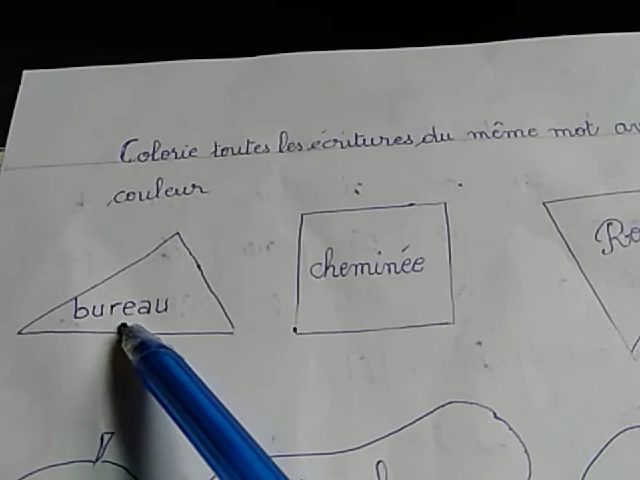 Colorie toutes les écritures du même mot
couleur
bureau
cheminée